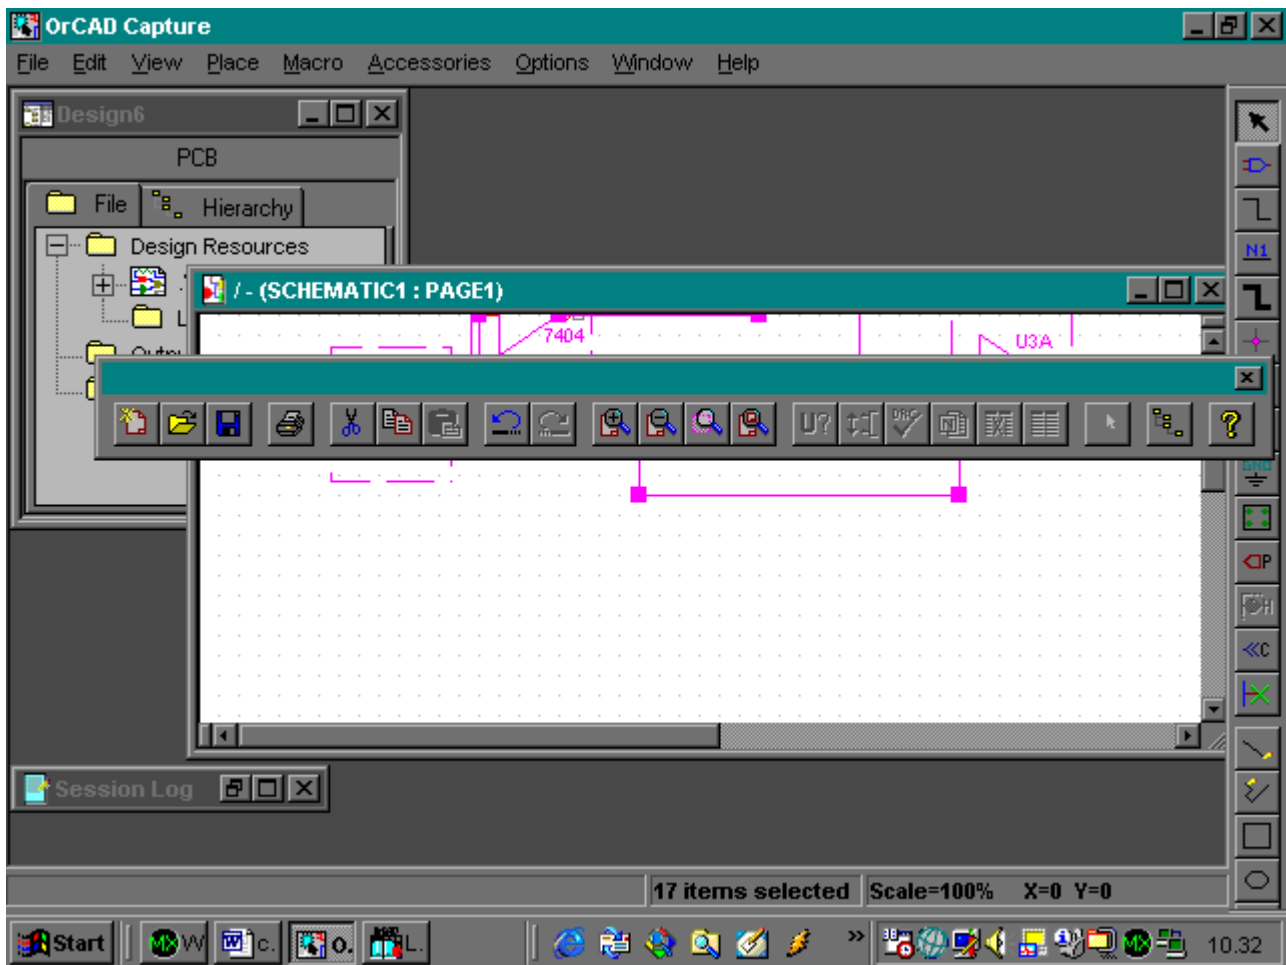 OrCAD Capture
File Edit View Place Macro Accessories Options Window Help
Design6
PCB
File Hierarchy
Design Resources
N1
/ - (SCHEMATIC1 : PAGE1)
7404
U3A
U?
GND
P
H
C
Session Log
17 items selected Scale=100% X=0 Y=0
Start W c. O. L. » 10.32